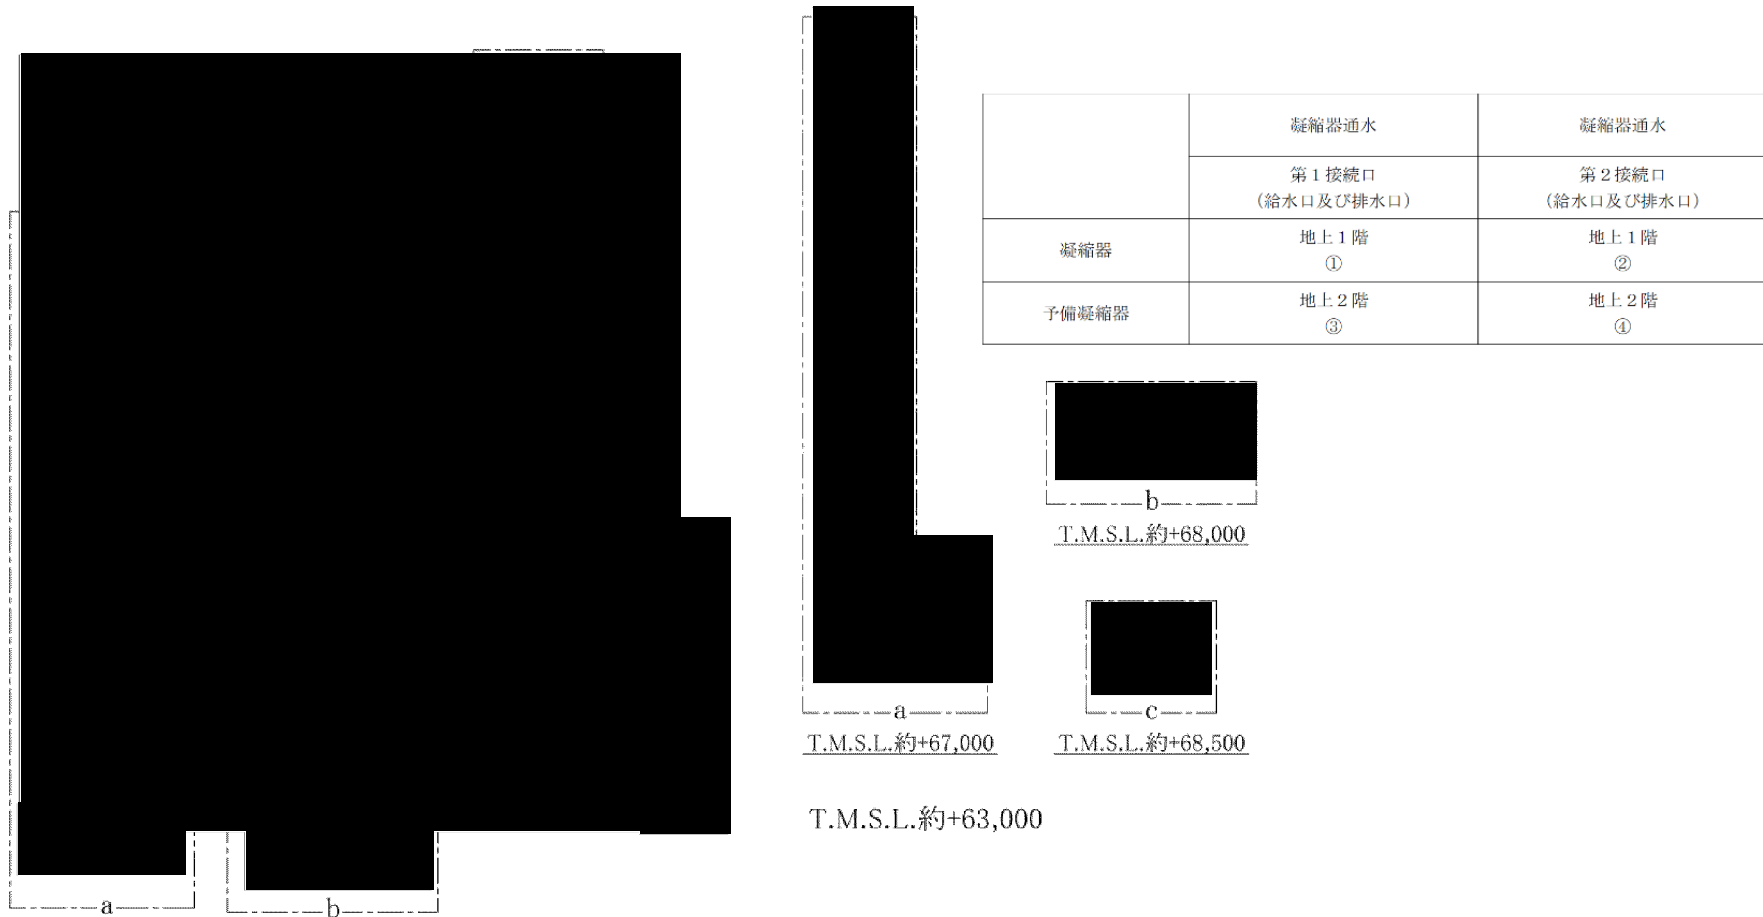 凝縮器通水 凝縮器通水
第1接続口 第2接続口
(給水口及び排水口) (給水口及び排水口)
凝縮器 地上1階 地上1階
① ②
予備凝縮器 地上2階 地上2階
③ ④
b
T.M.S.L.約+68,000
a c
T.M.S.L.約+67,000 T.M.S.L.約+68,500
T.M.S.L.約+63,000
a b